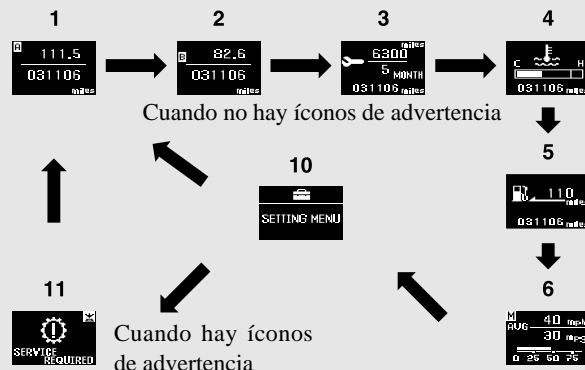 1
2
3
4
A 111.5
031106
miles
B 82.6
031106
miles
6300 miles
5 MONTH
031106 miles
C H
031106 miles
Cuando no hay íconos de advertencia
5
110 miles
031106 miles
10
SETTING MENU
11
SERVICE
REQUIRED
Cuando hay íconos
de advertencia
6
M
AVG 40 mph
30 mpg
0 25 50 75